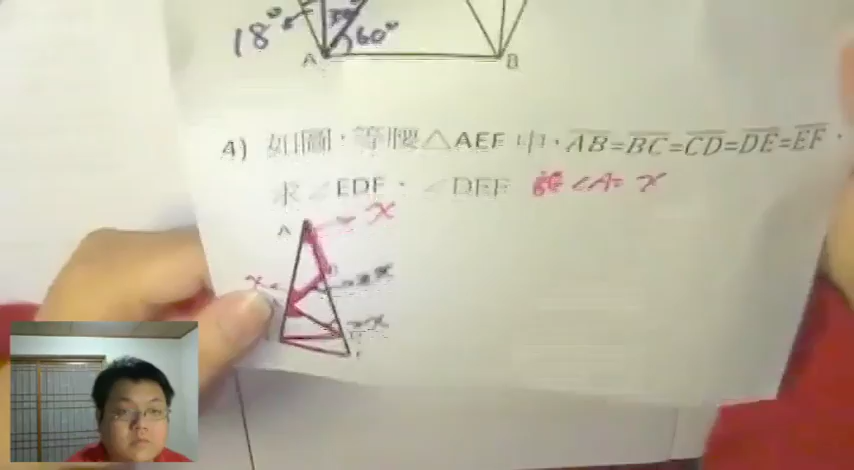 18° 60°
A B
4) 如圖,等腰△AEF 中,AB=BC=CD=DE=EF,
求∠EDF、∠DEF 設∠A= x
A x
x 2x